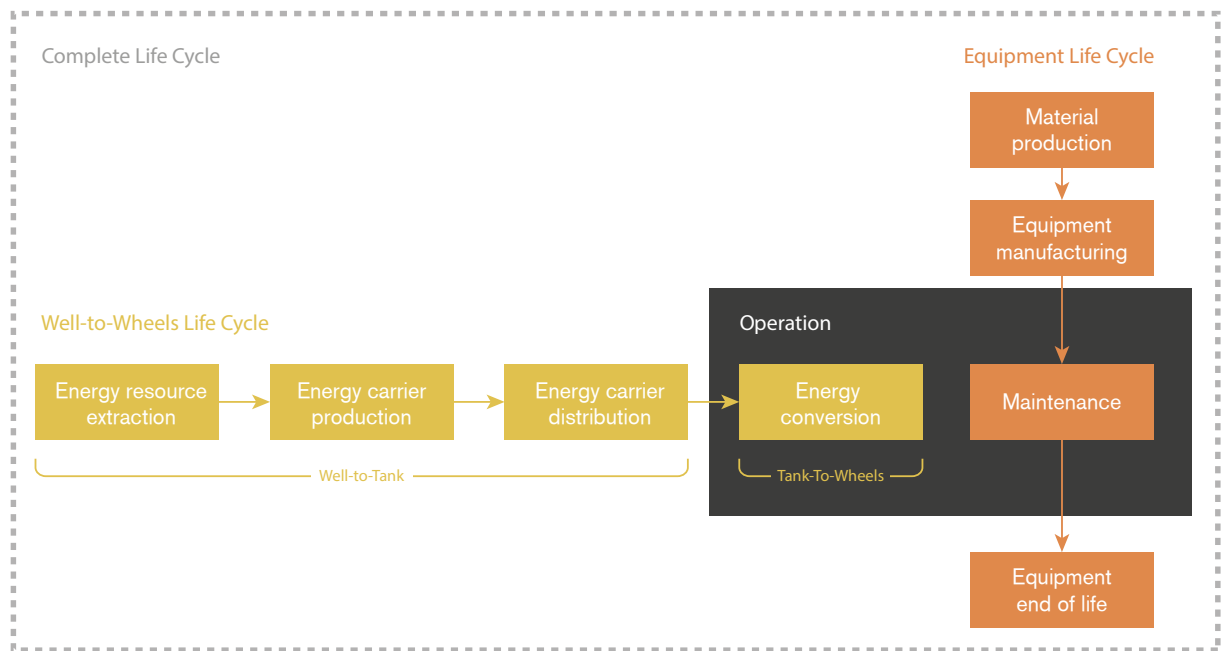 Complete Life Cycle
Equipment Life Cycle
Material
production
Equipment
manufacturing
Well-to-Wheels Life Cycle
Operation
Energy resource
extraction
Energy carrier
production
Energy carrier
distribution
Energy
conversion
Maintenance
Well-to-Tank
Tank-To-Wheels
Equipment
end of life